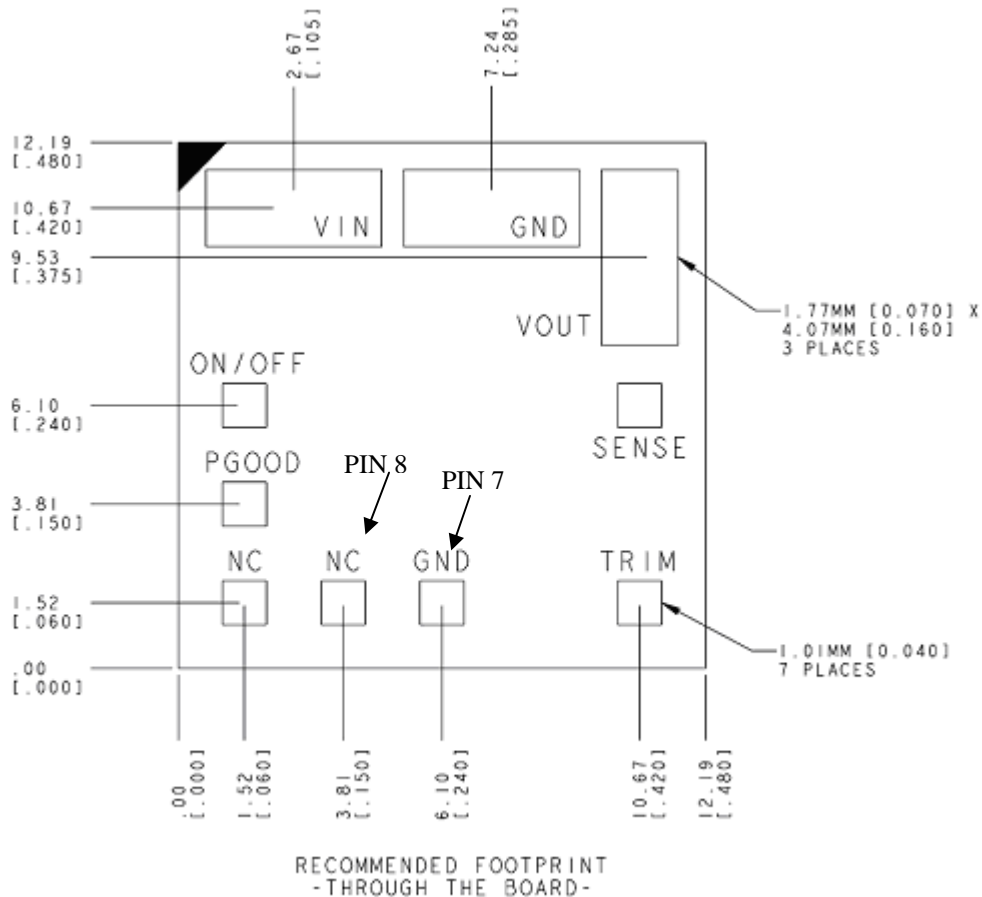 2.67
[.105]
7.24
[.285]
12.19
[.480]
10.67
[.420]
VIN
GND
9.53
[.375]
1.77MM [0.070] X
4.07MM [0.160]
3 PLACES
VOUT
ON/OFF
6.10
[.240]
SENSE
PGOOD
PIN 8
PIN 7
3.81
[.150]
NC
NC
GND
TRIM
1.52
[.060]
1.01MM [0.040]
7 PLACES
.00
[.000]
.00
[.000]
1.52
[.060]
3.81
[.150]
6.10
[.240]
10.67
[.420]
12.19
[.480]
RECOMMENDED FOOTPRINT
-THROUGH THE BOARD-